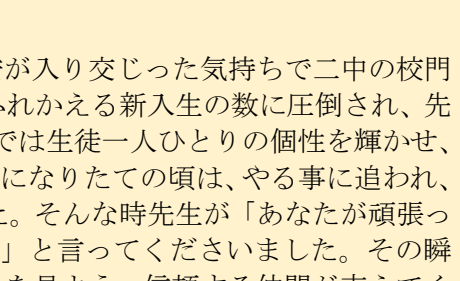 が入り交じった気持ちで二中の校門
れかえる新入生の数に圧倒され、先
では生徒一人ひとりの個性を輝かせ、
になりたての頃は、やる事に追われ、
。そんな時先生が「あなたが頑張っ
」と言ってくださいました。その瞬